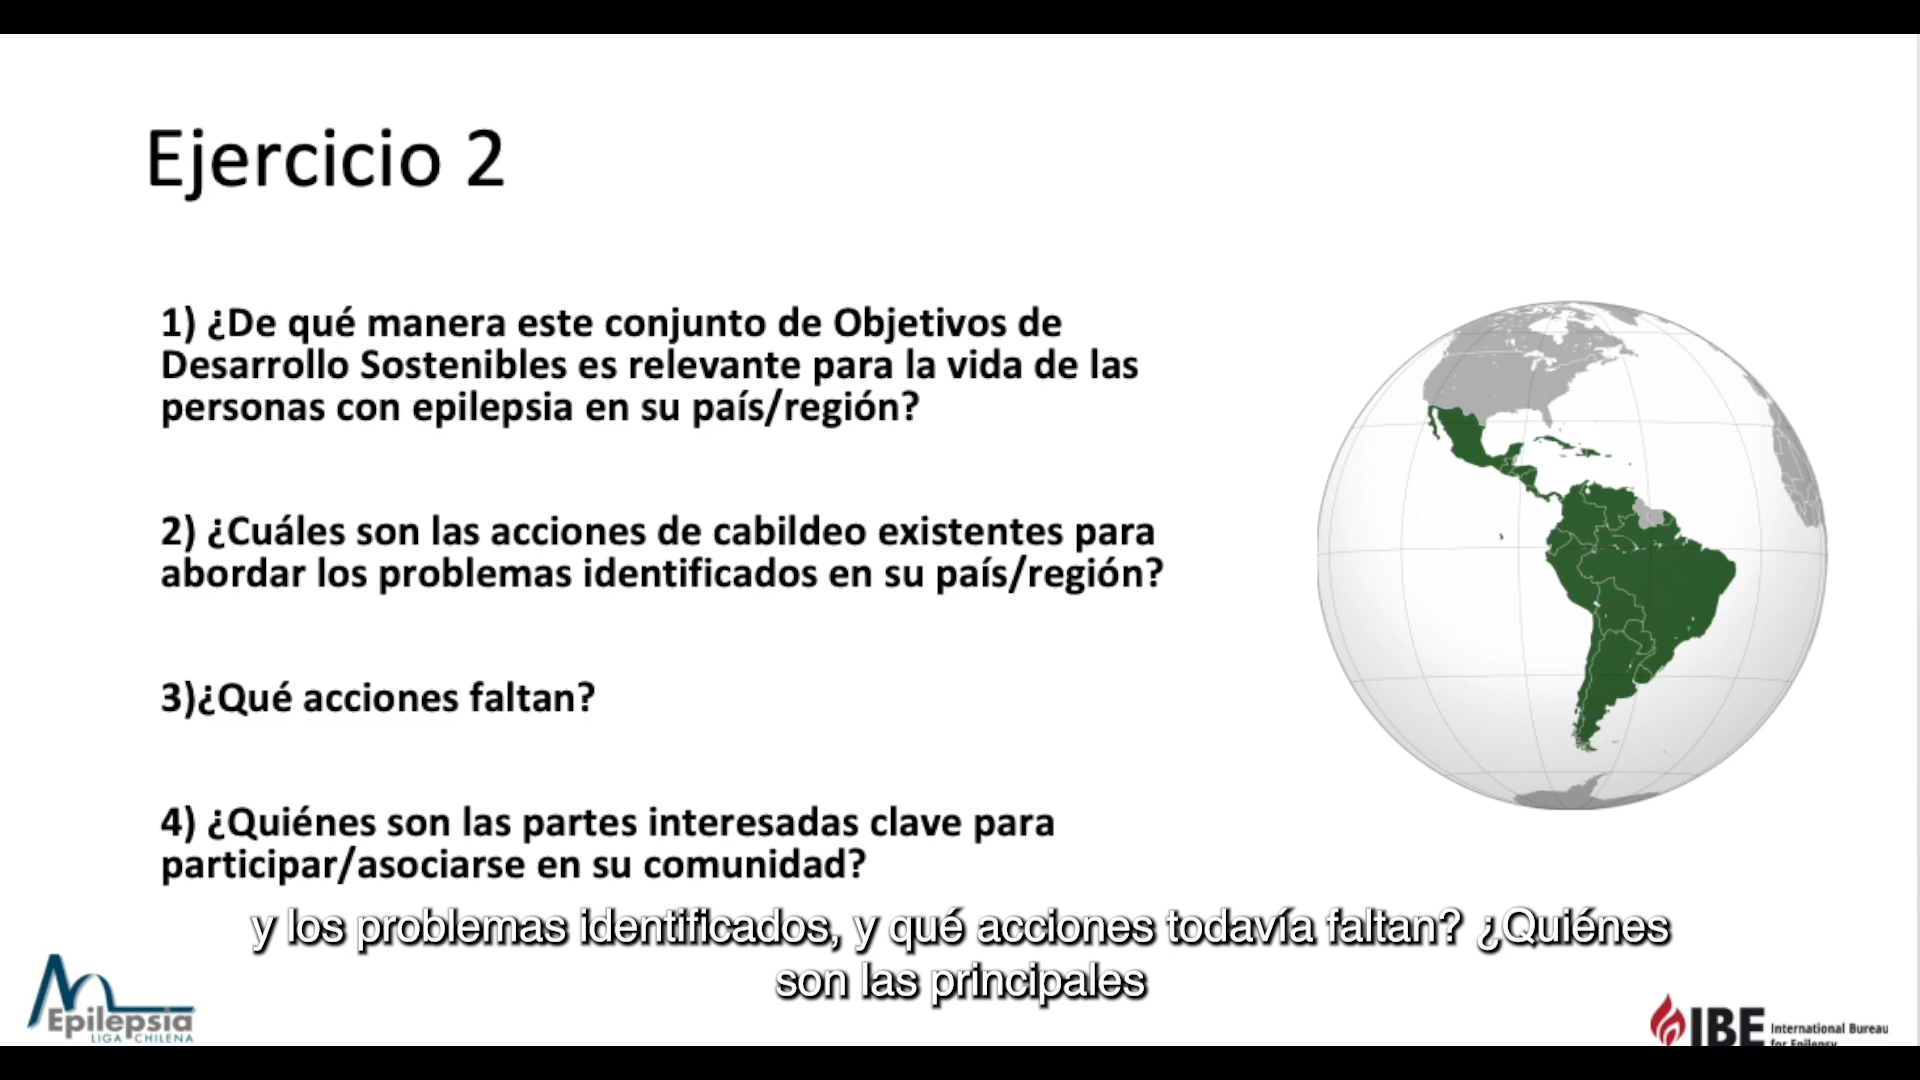 Ejercicio 2
1) ¿De qué manera este conjunto de Objetivos de
Desarrollo Sostenibles es relevante para la vida de las
personas con epilepsia en su país/región?
2) ¿Cuáles son las acciones de cabildeo existentes para
abordar los problemas identificados en su país/región?
3)¿Qué acciones faltan?
4) ¿Quiénes son las partes interesadas clave para
participar/asociarse en su comunidad?
y los problemas identificados, y qué acciones todavía faltan? ¿Quiénes
son las principales
Epilepsia
LIGA CHILENA
IBE International Bureau
for Epilepsy